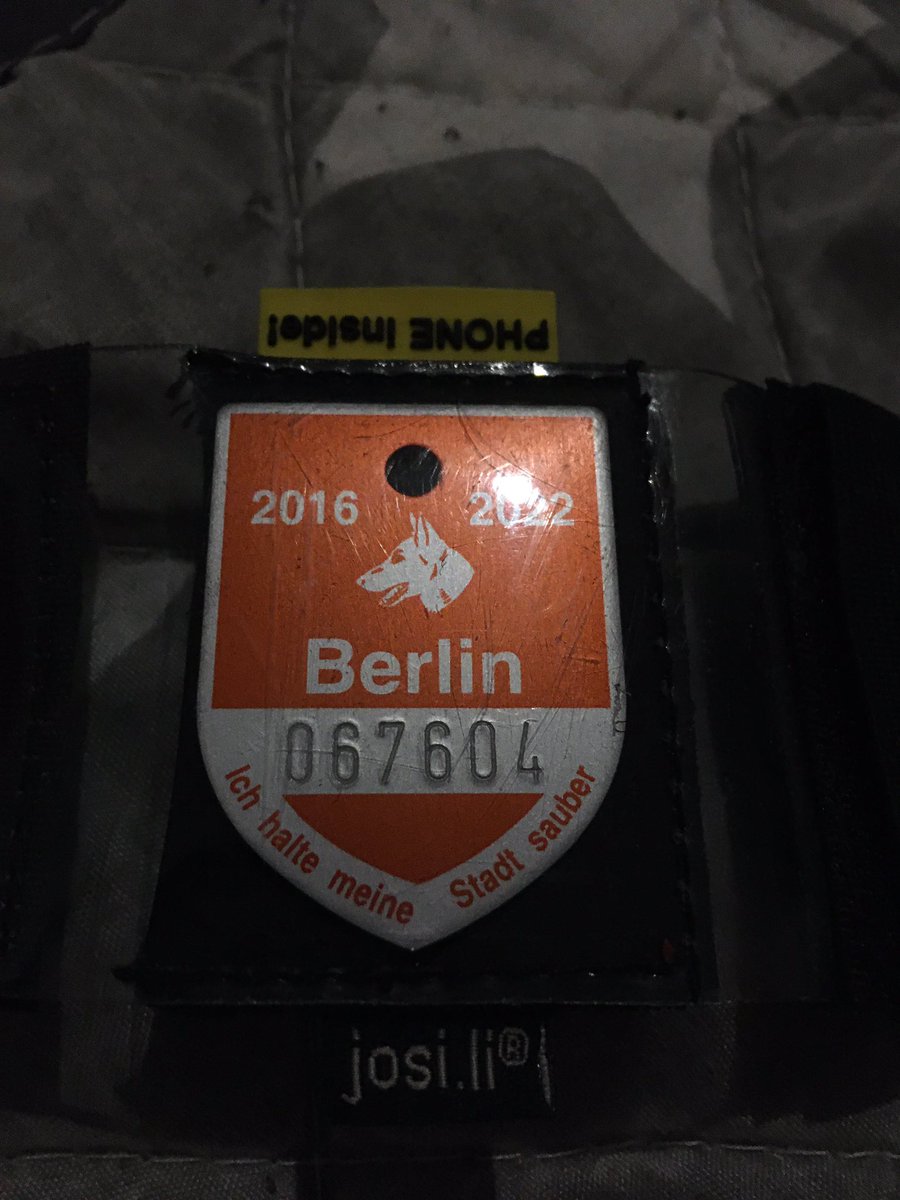 PHONE inside!
2016 2022
Berlin
067604
Ich halte meine Stadt sauber
josi.li®